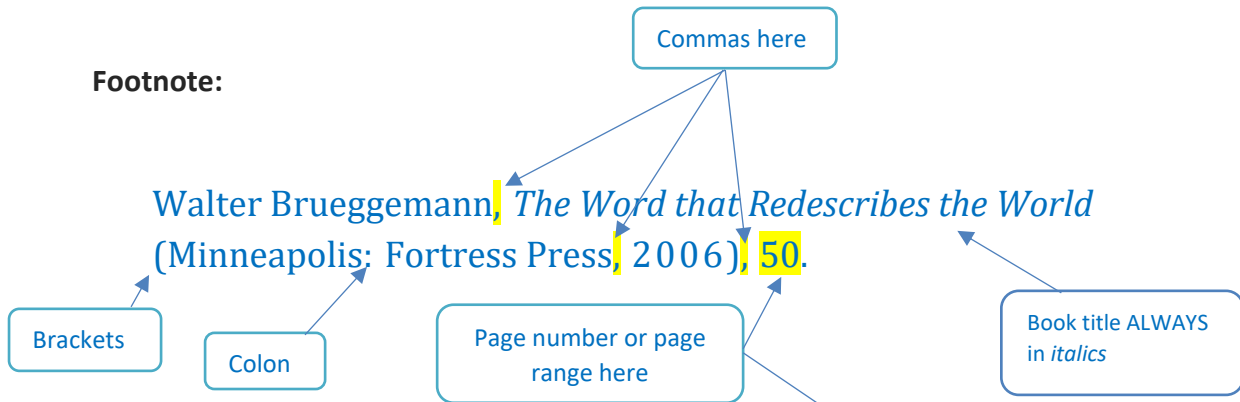 Commas here
Footnote:
Walter Brueggemann, The Word that Redescribes the World
(Minneapolis: Fortress Press, 2006), 50.
Brackets
Colon
Page number or page
range here
Book title ALWAYS
in italics